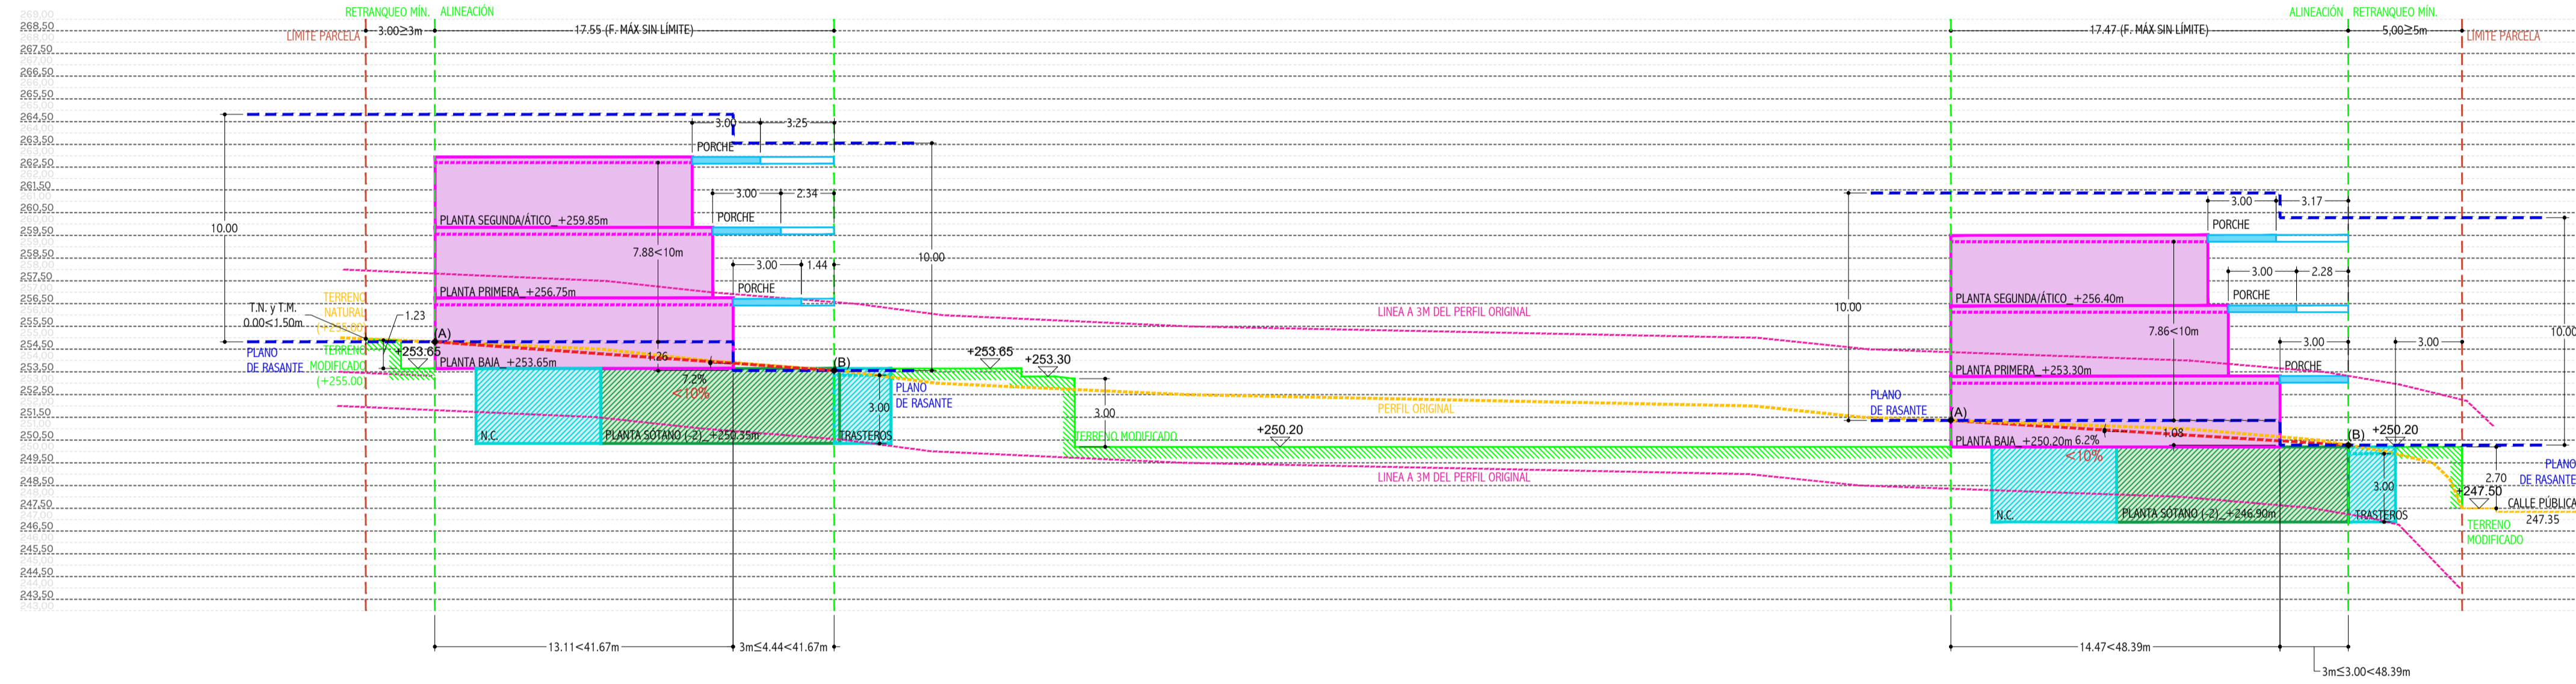 RETRANQUEO MÍN.
ALINEACIÓN
ALINEACIÓN
RETRANQUEO MÍN.
LÍMITE PARCELA
3.00≥3m
17.55 (F. MÁX SIN LÍMITE)
17.47 (F. MÁX SIN LÍMITE)
5,00≥5m
LÍMITE PARCELA
269,00
268,50
268,00
267,50
267,00
266,50
266,00
265,50
265,00
264,50
264,00
263,50
263,00
262,50
262,00
261,50
261,00
260,50
260,00
259,50
259,00
258,50
258,00
257,50
257,00
256,50
256,00
255,50
255,00
254,50
254,00
253,50
253,00
252,50
252,00
251,50
251,00
250,50
250,00
249,50
249,00
248,50
248,00
247,50
247,00
246,50
246,00
245,50
245,00
244,50
244,00
243,50
243,00
3.00
3.25
PORCHE
3.00
2.34
PLANTA SEGUNDA/ÁTICO_+259.85m
PORCHE
10.00
7.88<10m
10.00
3.00
1.44
PORCHE
PLANTA PRIMERA_+256.75m
TERRENO
NATURAL
(+255.00)
T.N. y T.M.
0.00<1.50m
1.23
(A)
PLANO
DE RASANTE
TERRENO
MODIFICADO
(+255.00)
+253.65
PLANTA BAJA_+253.65m
1.26
7.2%
<10%
(B)
PLANO
DE RASANTE
3.00
N.C.
PLANTA SÓTANO (-2)_+250.35m
TRASTEROS
+253.65
+253.30
3.00
TERRENO MODIFICADO
+250.20
LINEA A 3M DEL PERFIL ORIGINAL
PERFIL ORIGINAL
LINEA A 3M DEL PERFIL ORIGINAL
3.00
3.17
PORCHE
3.00
2.28
PLANTA SEGUNDA/ÁTICO_+256.40m
PORCHE
10.00
7.86<10m
10.00
3.00
3.00
PORCHE
PLANTA PRIMERA_+253.30m
PLANO
DE RASANTE
(A)
PLANTA BAJA_+250.20m
6.2%
<10%
1.08
(B)
+250.20
PLANO
DE RASANTE
2.70
3.00
+247.50
CALLE PÚBLICA
247.35
N.C.
PLANTA SÓTANO (-2)_+246.90m
TRASTEROS
TERRENO
MODIFICADO
13.11<41.67m
3m≤4.44<41.67m
14.47<48.39m
3m≤3.00<48.39m